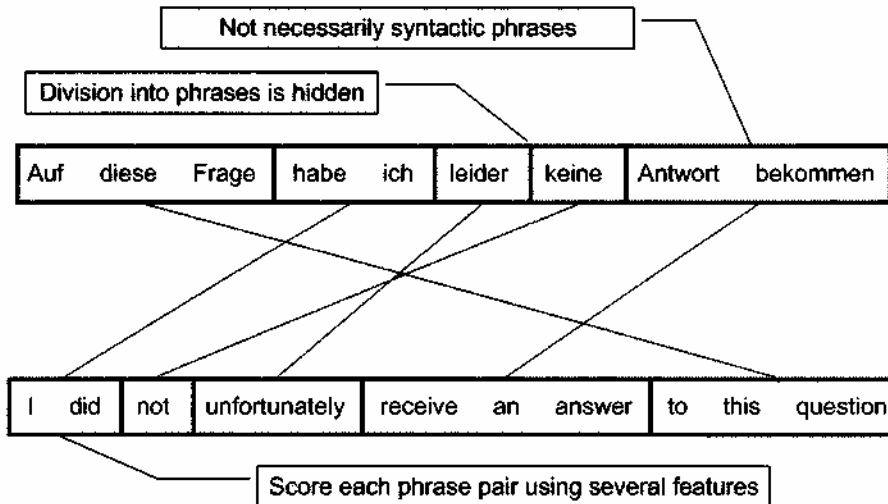 Not necessarily syntactic phrases
Division into phrases is hidden
Auf diese Frage habe ich leider keine Antwort bekommen
I did not unfortunately receive an answer to this question
Score each phrase pair using several features